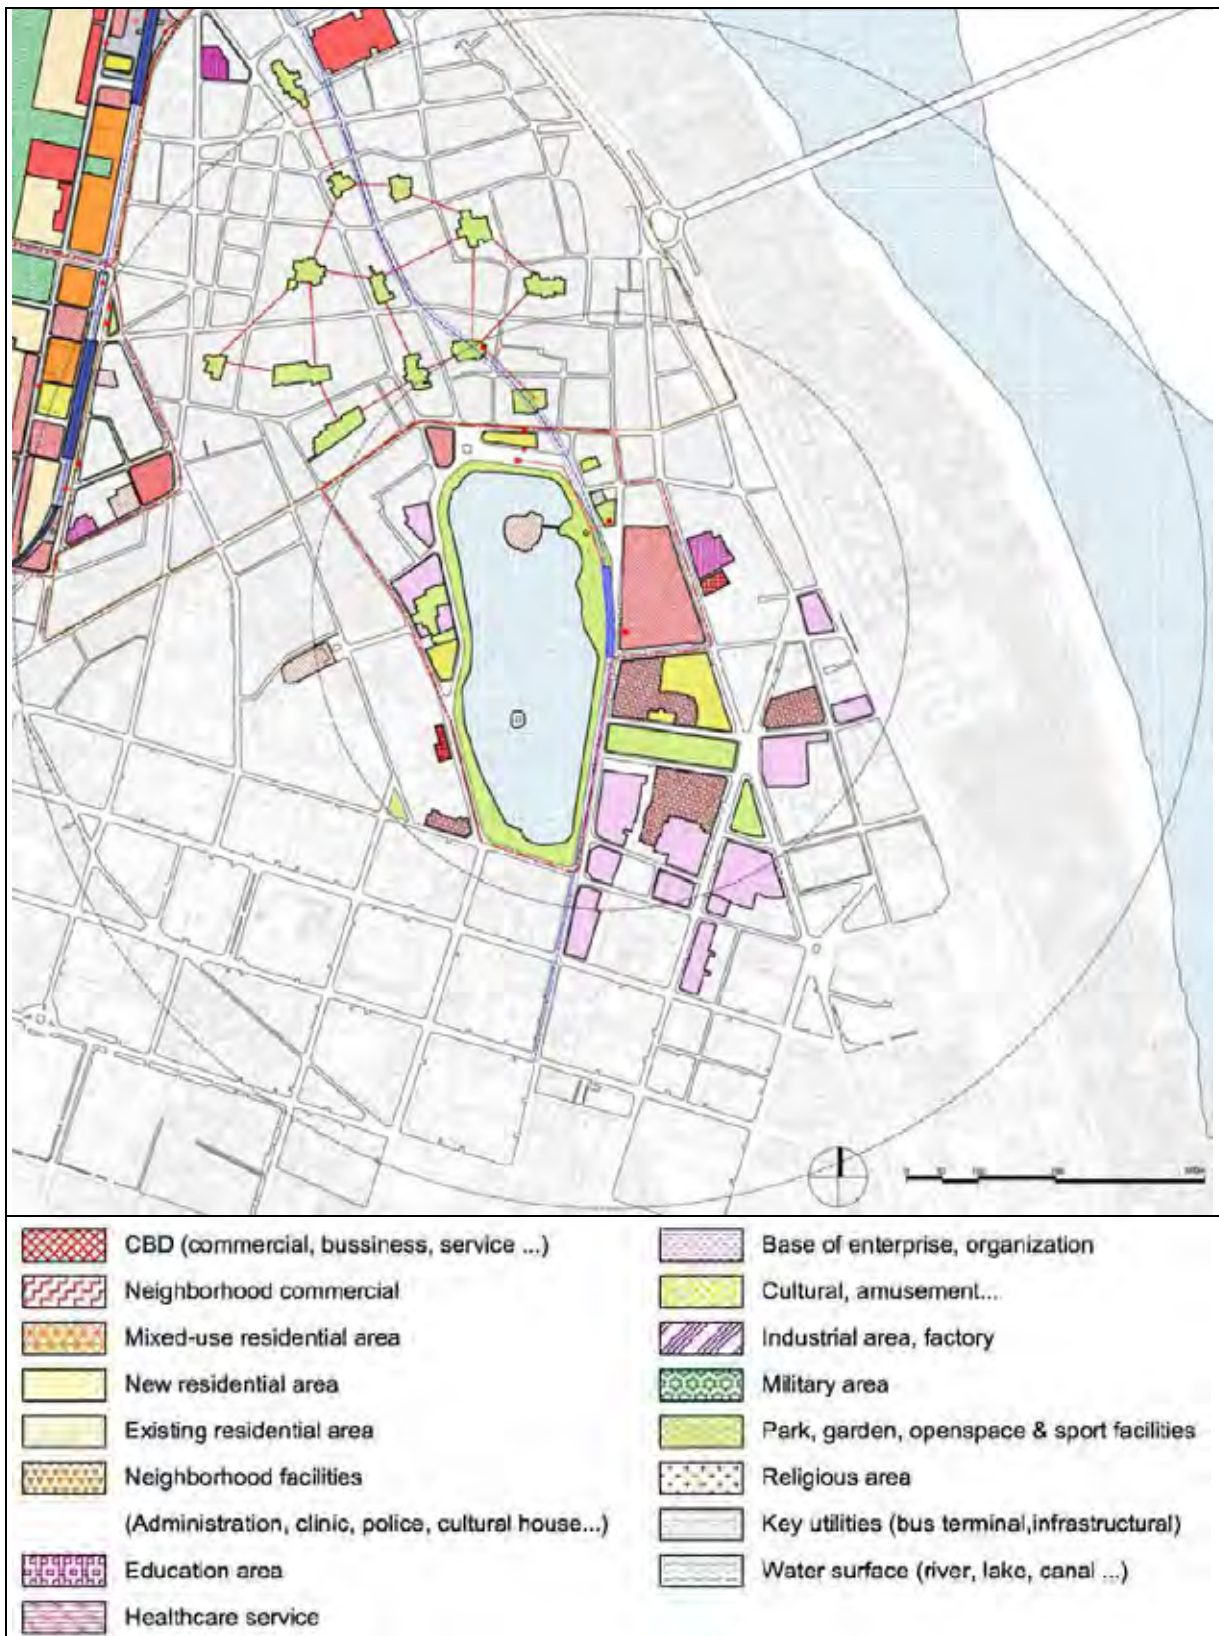 CBD (commercial, bussiness, service ...)
Neighborhood commercial
Mixed-use residential area
New residential area
Existing residential area
Neighborhood facilities
(Administration, clinic, police, cultural house...)
Education area
Healthcare service
Base of enterprise, organization
Cultural, amusement...
Industrial area, factory
Military area
Park, garden, openspace & sport facilities
Religious area
Key utilities (bus terminal,infrastructural)
Water surface (river, lake, canal ...)